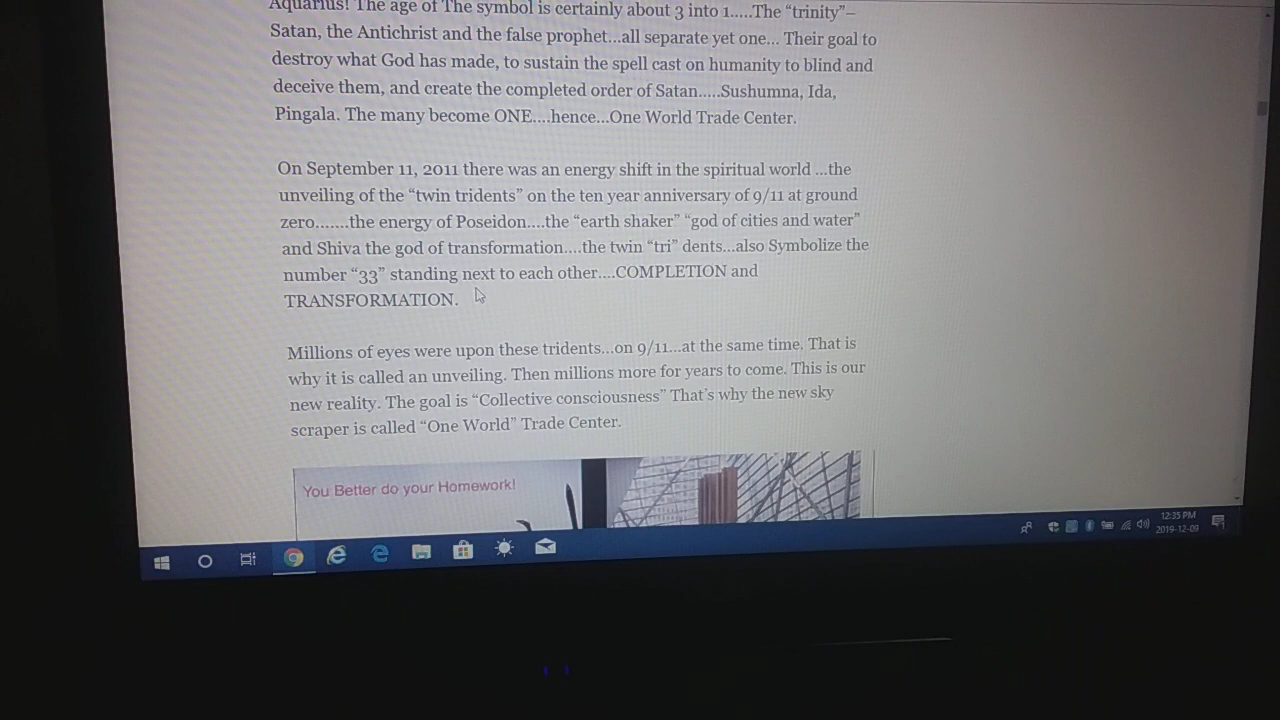 Aquarius! The age of The symbol is certainly about 3 into 1.....The “trinity”–
Satan, the Antichrist and the false prophet...all separate yet one... Their goal to
destroy what God has made, to sustain the spell cast on humanity to blind and
deceive them, and create the completed order of Satan.....Sushumna, Ida,
Pingala. The many become ONE....hence...One World Trade Center.
On September 11, 2011 there was an energy shift in the spiritual world ...the
unveiling of the “twin tridents” on the ten year anniversary of 9/11 at ground
zero.......the energy of Poseidon....the “earth shaker” “god of cities and water”
and Shiva the god of transformation....the twin “tri” dents...also Symbolize the
number “33” standing next to each other....COMPLETION and
TRANSFORMATION.
Millions of eyes were upon these tridents...on 9/11...at the same time. That is
why it is called an unveiling. Then millions more for years to come. This is our
new reality. The goal is “Collective consciousness” That’s why the new sky
scraper is called “One World” Trade Center.
You Better do your Homework!
12:35 PM
2019-12-09